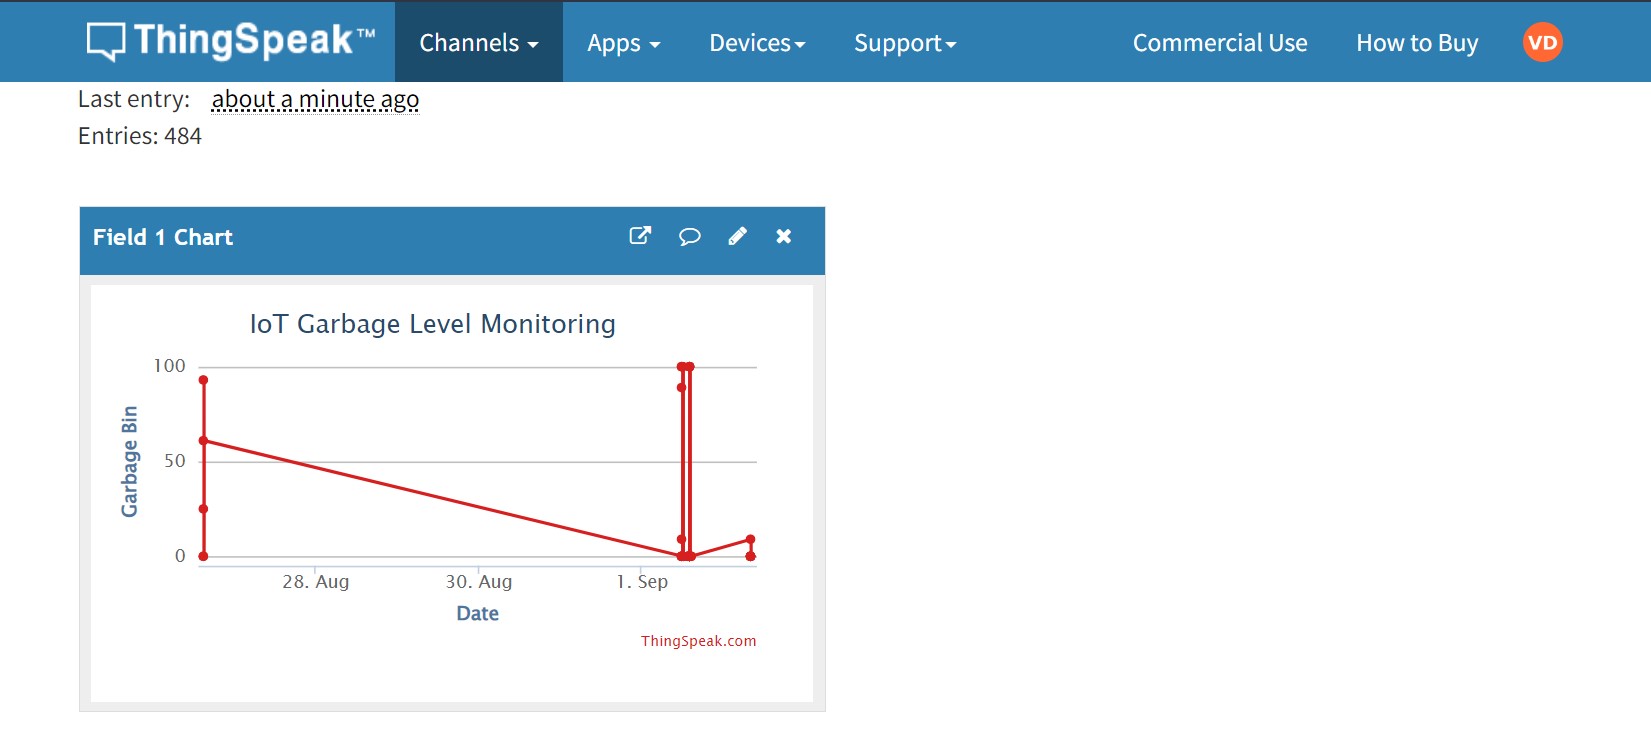 ThingSpeak™ Channels Apps Devices Support Commercial Use How to Buy VD
Last entry: about a minute ago
Entries: 484
Field 1 Chart
IoT Garbage Level Monitoring
100
50
0
Garbage Bin
28. Aug 30. Aug 1. Sep
Date
ThingSpeak.com